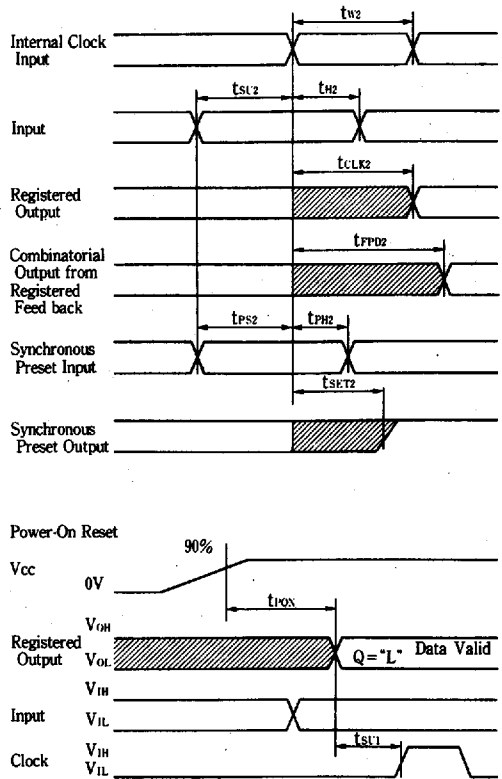 tW2
Internal Clock
Input
tSU2
tH2
Input
tCLK2
Registered
Output
tFPD2
Combinatorial
Output from
Registered
Feed back
tPS2
tPH2
Synchronous
Preset Input
tSET2
Synchronous
Preset Output
Power-On Reset
90%
Vcc
0V
tPON
VOH
Registered
Output
VOL
Q="L"
Data Valid
VIH
Input
VIL
tSU1
Clock
VIH
VIL